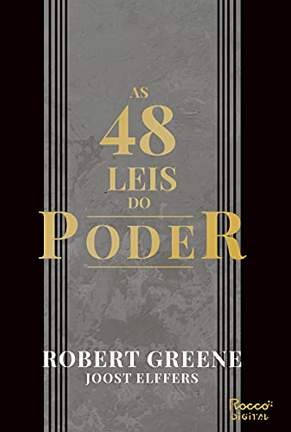 AS
48
LEIS
DO
PODER
ROBERT GREENE
JOOST ELFFERS
Rocco
DIGITAL